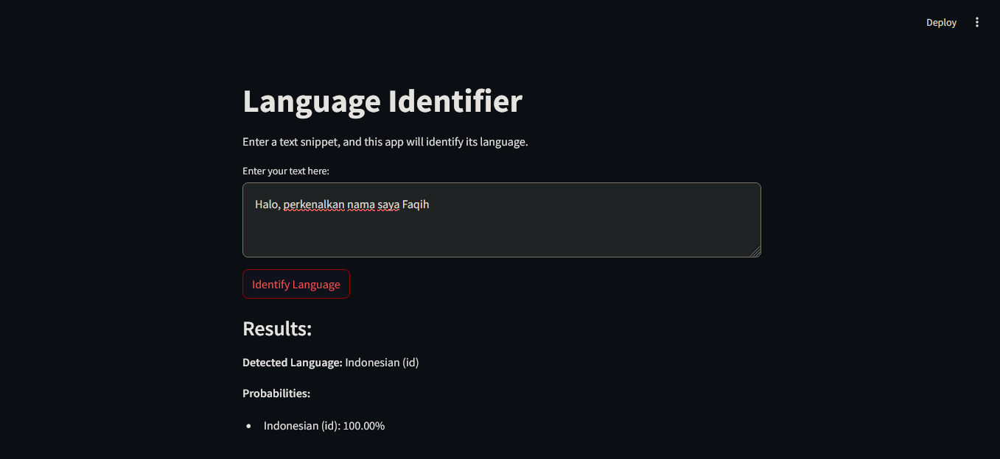 Deploy
Language Identifier
Enter a text snippet, and this app will identify its language.
Enter your text here:
Halo, perkenalkan nama saya Faqih
Identify Language
Results:
Detected Language: Indonesian (id)
Probabilities:
• Indonesian (id): 100.00%